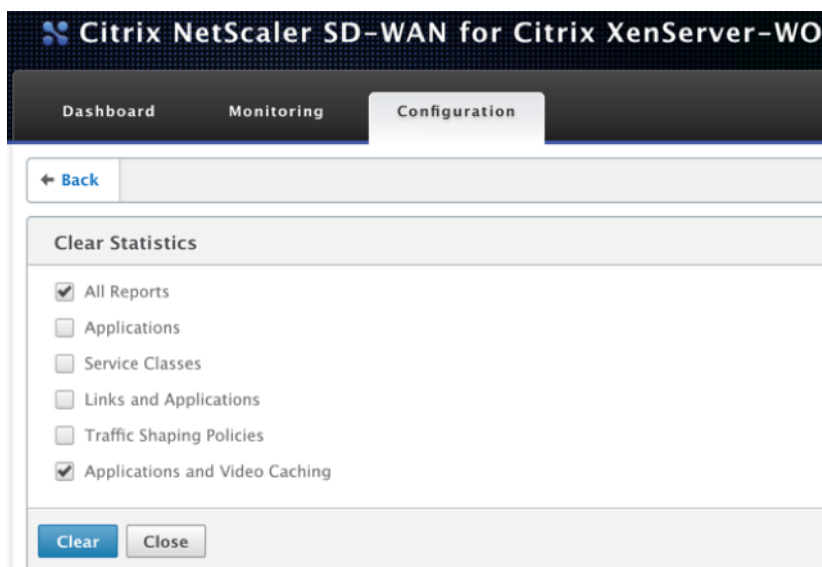 Citrix NetScaler SD-WAN for Citrix XenServer-WO
Dashboard Monitoring Configuration
← Back
Clear Statistics
All Reports
Applications
Service Classes
Links and Applications
Traffic Shaping Policies
Applications and Video Caching
Clear Close